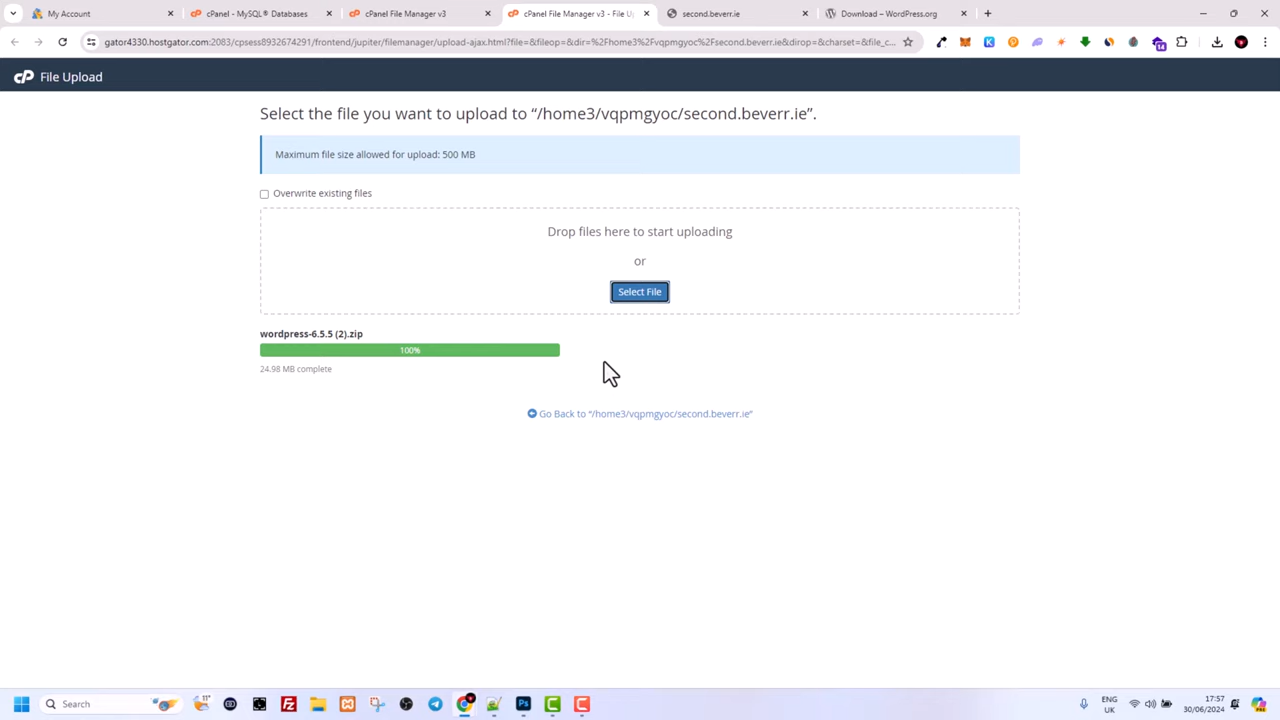 My Account
cPanel - MySQL® Databases
cPanel File Manager v3
cPanel File Manager v3 - File Up
second.beverr.ie
Download – WordPress.org
gator4330.hostgator.com:2083/cpsess8932674291/frontend/jupiter/filemanager/upload-ajax.html?file=&fileop=&dir=%2Fhome3%2Fvqpmgyoc%2Fsecond.beverr.ie&dirop=&charset=&file_c...
14
cP File Upload
Select the file you want to upload to “/home3/vqpmgyoc/second.beverr.ie”.
Maximum file size allowed for upload: 500 MB
Overwrite existing files
Drop files here to start uploading
or
Select File
wordpress-6.5.5 (2).zip
100%
24.98 MB complete
Go Back to “/home3/vqpmgyoc/second.beverr.ie”
Search
11°
ENG
UK
17:57
30/06/2024